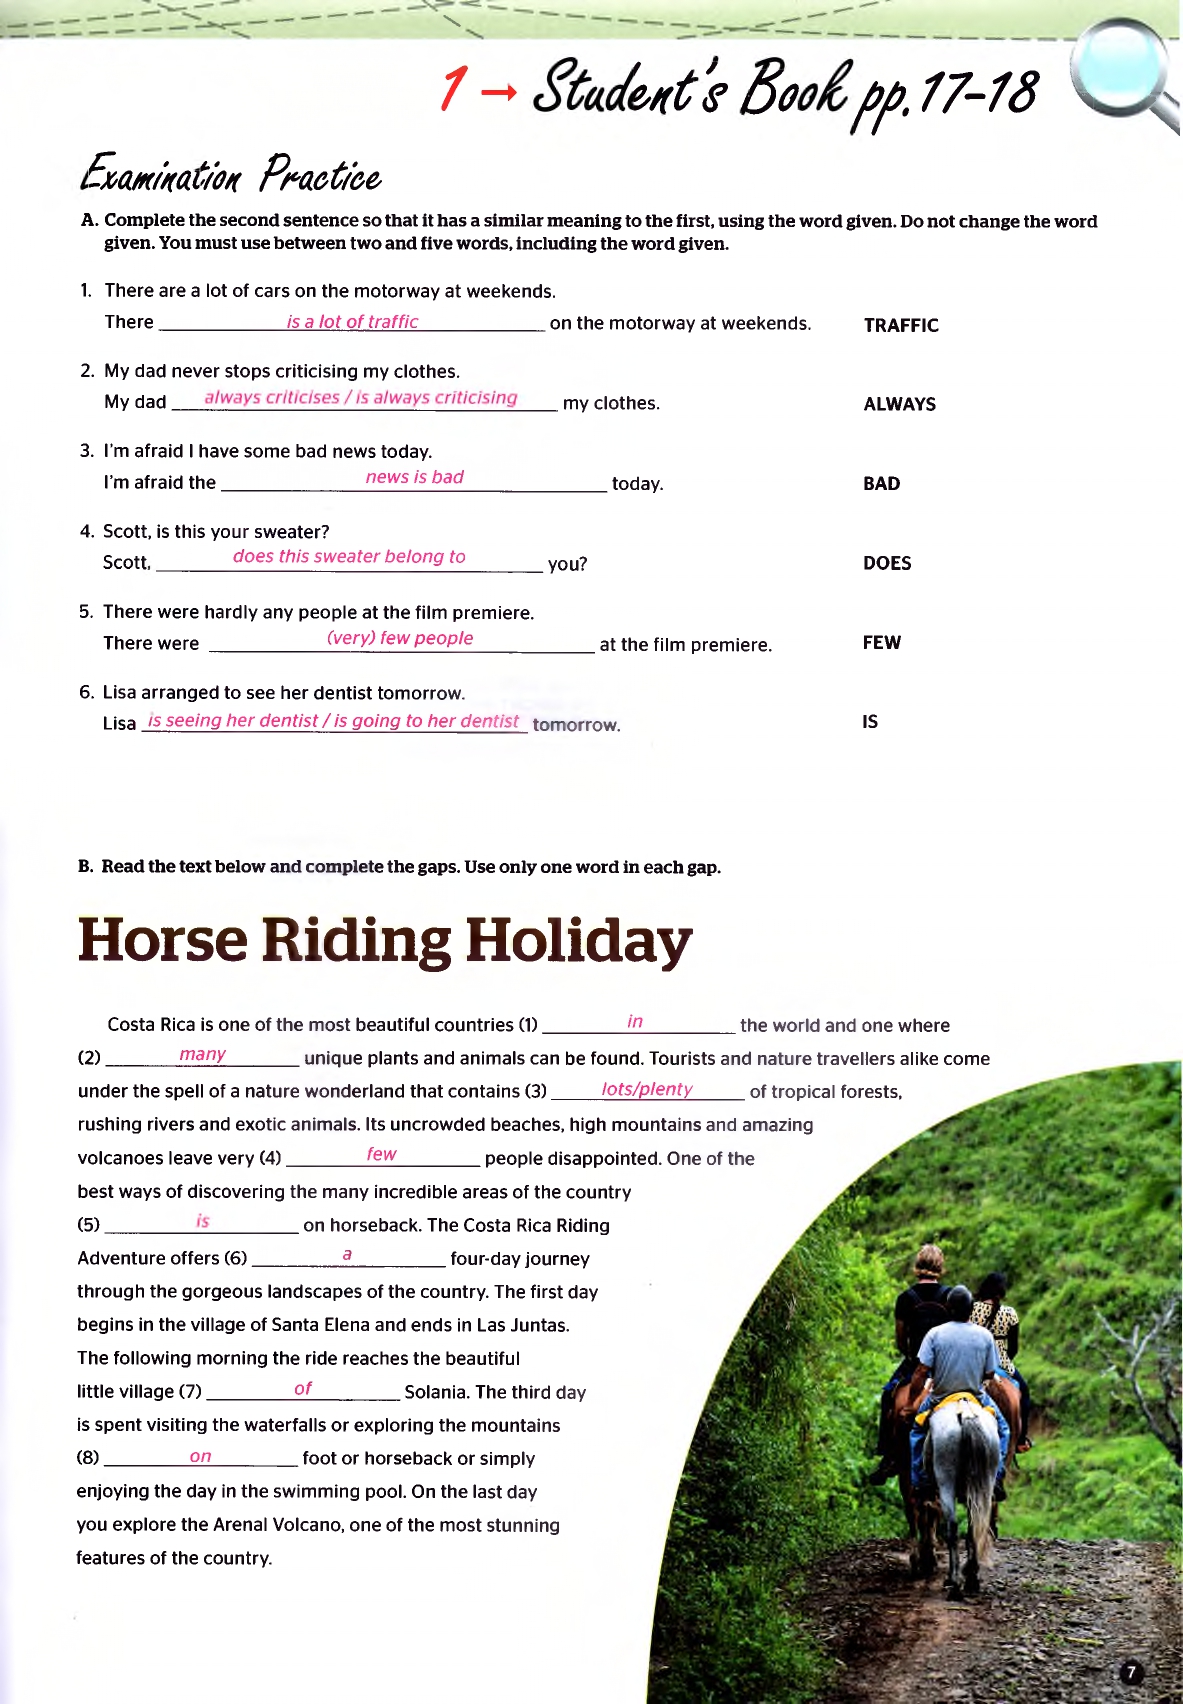 1 → Student's Book pp. 17-18
Examination Practice
A. Complete the second sentence so that it has a similar meaning to the first, using the word given. Do not change the word
given. You must use between two and five words, including the word given.
1. There are a lot of cars on the motorway at weekends.
There is a lot of traffic on the motorway at weekends. TRAFFIC
2. My dad never stops criticising my clothes.
My dad always criticises / is always criticising my clothes. ALWAYS
3. I'm afraid I have some bad news today.
I'm afraid the news is bad today. BAD
4. Scott, is this your sweater?
Scott, does this sweater belong to you? DOES
5. There were hardly any people at the film premiere.
There were (very) few people at the film premiere. FEW
6. Lisa arranged to see her dentist tomorrow.
Lisa is seeing her dentist / is going to her dentist tomorrow. IS
B. Read the text below and complete the gaps. Use only one word in each gap.
Horse Riding Holiday
Costa Rica is one of the most beautiful countries (1) in the world and one where
(2) many unique plants and animals can be found. Tourists and nature travellers alike come
under the spell of a nature wonderland that contains (3) lots/plenty of tropical forests,
rushing rivers and exotic animals. Its uncrowded beaches, high mountains and amazing
volcanoes leave very (4) few people disappointed. One of the
best ways of discovering the many incredible areas of the country
(5) is on horseback. The Costa Rica Riding
Adventure offers (6) a four-day journey
through the gorgeous landscapes of the country. The first day
begins in the village of Santa Elena and ends in Las Juntas.
The following morning the ride reaches the beautiful
little village (7) of Solania. The third day
is spent visiting the waterfalls or exploring the mountains
(8) on foot or horseback or simply
enjoying the day in the swimming pool. On the last day
you explore the Arenal Volcano, one of the most stunning
features of the country.
7